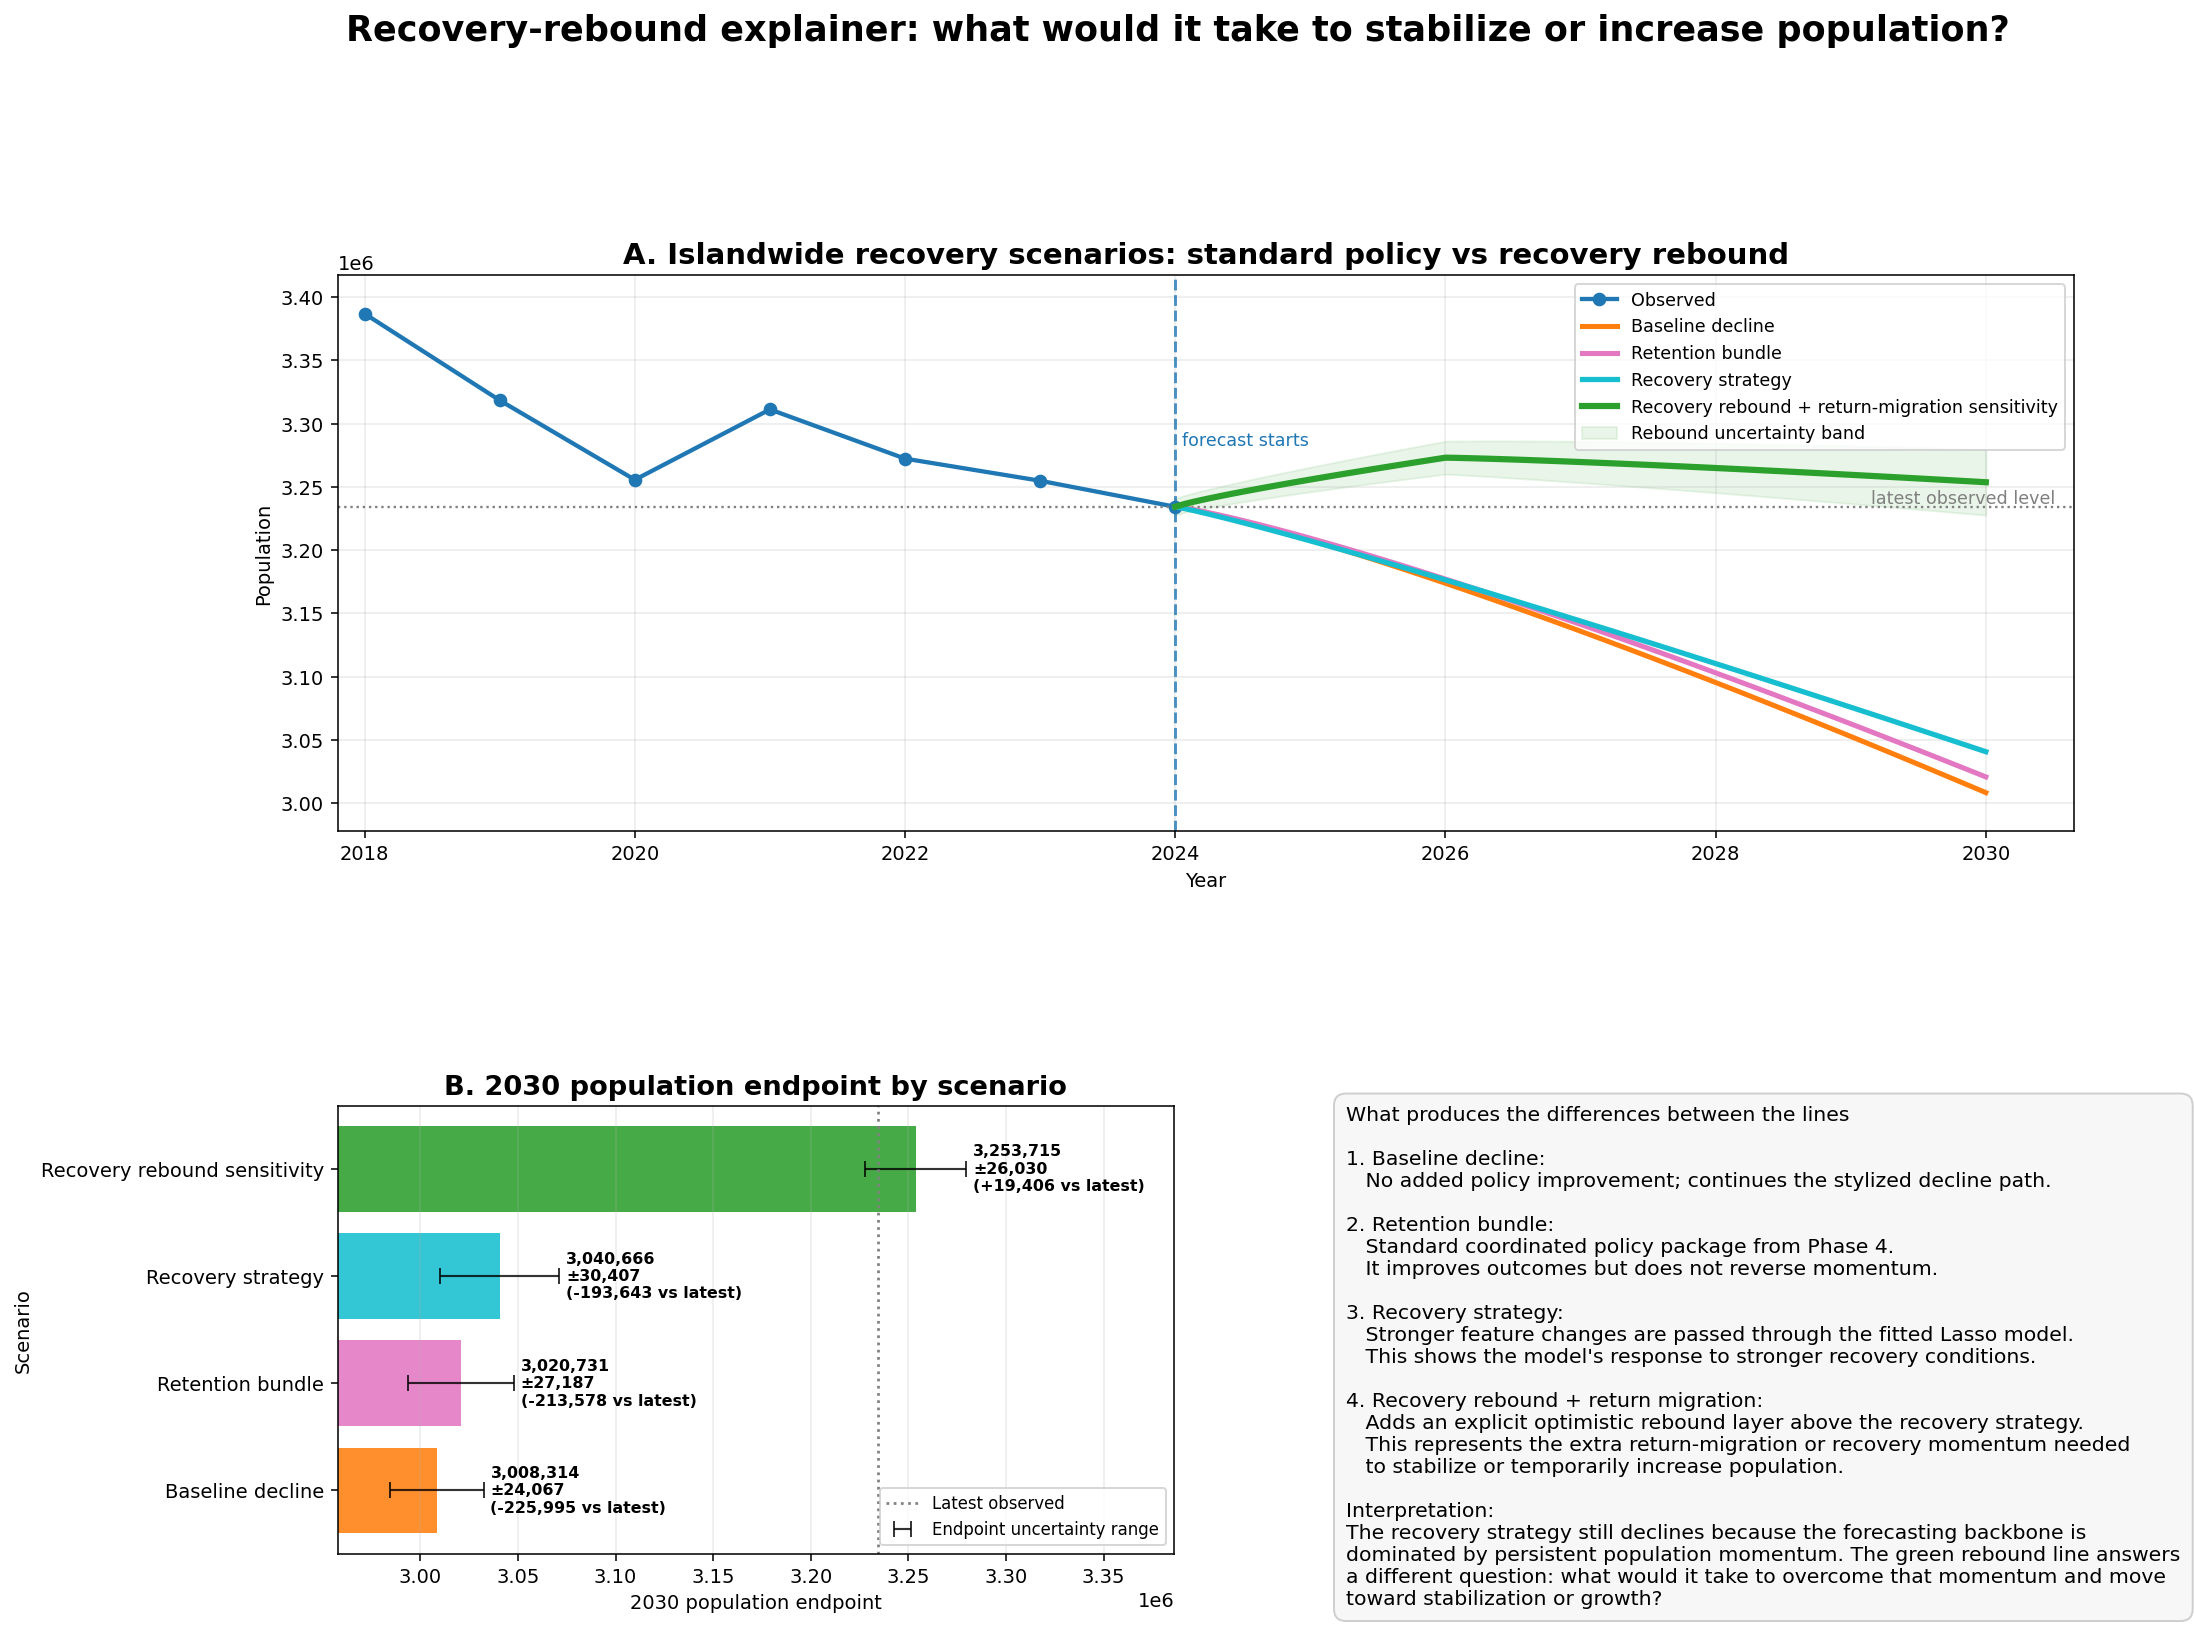 Recovery-rebound explainer: what would it take to stabilize or increase population?
A. Islandwide recovery scenarios: standard policy vs recovery rebound
1e6
3.40
3.35
3.30
3.25
3.20
3.15
3.10
3.05
3.00
Population
Observed
Baseline decline
Retention bundle
Recovery strategy
Recovery rebound + return-migration sensitivity
Rebound uncertainty band
forecast starts
latest observed level
2018
2020
2022
2024
2026
2028
2030
Year
B. 2030 population endpoint by scenario
Scenario
Recovery rebound sensitivity
3,253,715
±26,030
(+19,406 vs latest)
Recovery strategy
3,040,666
±30,407
(-193,643 vs latest)
Retention bundle
3,020,731
±27,187
(-213,578 vs latest)
Baseline decline
3,008,314
±24,067
(-225,995 vs latest)
Latest observed
Endpoint uncertainty range
3.00
3.05
3.10
3.15
3.20
3.25
3.30
3.35
2030 population endpoint
1e6
What produces the differences between the lines
1. Baseline decline:
No added policy improvement; continues the stylized decline path.
2. Retention bundle:
Standard coordinated policy package from Phase 4.
It improves outcomes but does not reverse momentum.
3. Recovery strategy:
Stronger feature changes are passed through the fitted Lasso model.
This shows the model's response to stronger recovery conditions.
4. Recovery rebound + return migration:
Adds an explicit optimistic rebound layer above the recovery strategy.
This represents the extra return-migration or recovery momentum needed
to stabilize or temporarily increase population.
Interpretation:
The recovery strategy still declines because the forecasting backbone is
dominated by persistent population momentum. The green rebound line answers
a different question: what would it take to overcome that momentum and move
toward stabilization or growth?